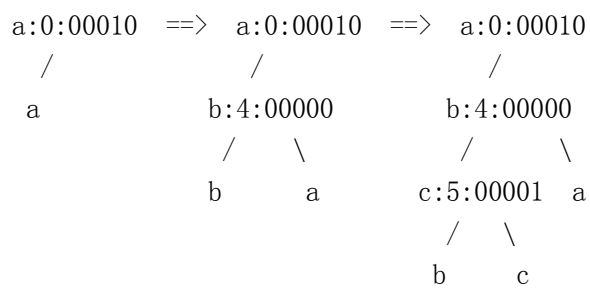 a:0:00010 ==> a:0:00010 ==> a:0:00010
/ / /
a b:4:00000 b:4:00000
/ \ / \
b a c:5:00001 a
/ \
b c